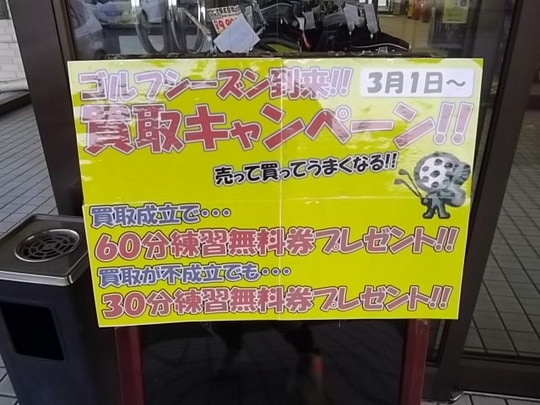 ゴルフシーズン到来!!
3月1日～
買取キャンペーン!!
売って買ってうまくなる!!
買取成立で・・・
60分練習無料券プレゼント!!
買取が不成立でも・・・
30分練習無料券プレゼント!!